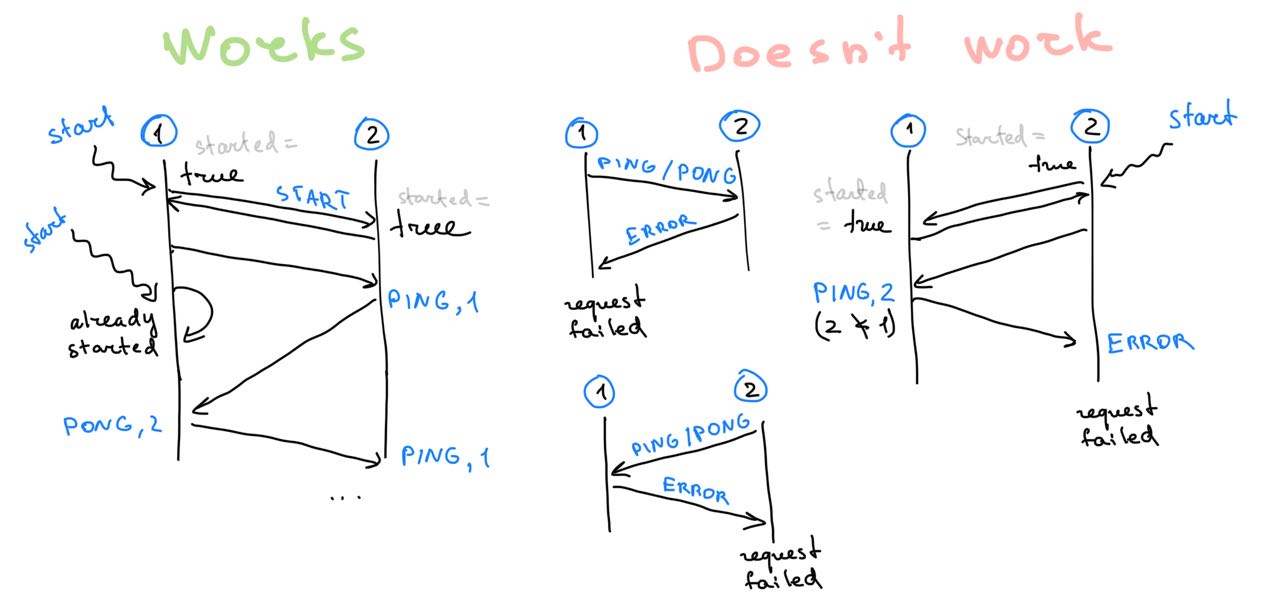 Works
start
1
started =
2
true
START
started =
true
start
PING, 1
already
started
PONG, 2
PING, 1
...
Doesn't work
1
2
PING / PONG
ERROR
request
failed
1
2
PING / PONG
ERROR
request
failed
1
Started =
2
start
true
started
= true
PING, 2
(2 ≮ 1)
ERROR
request
failed